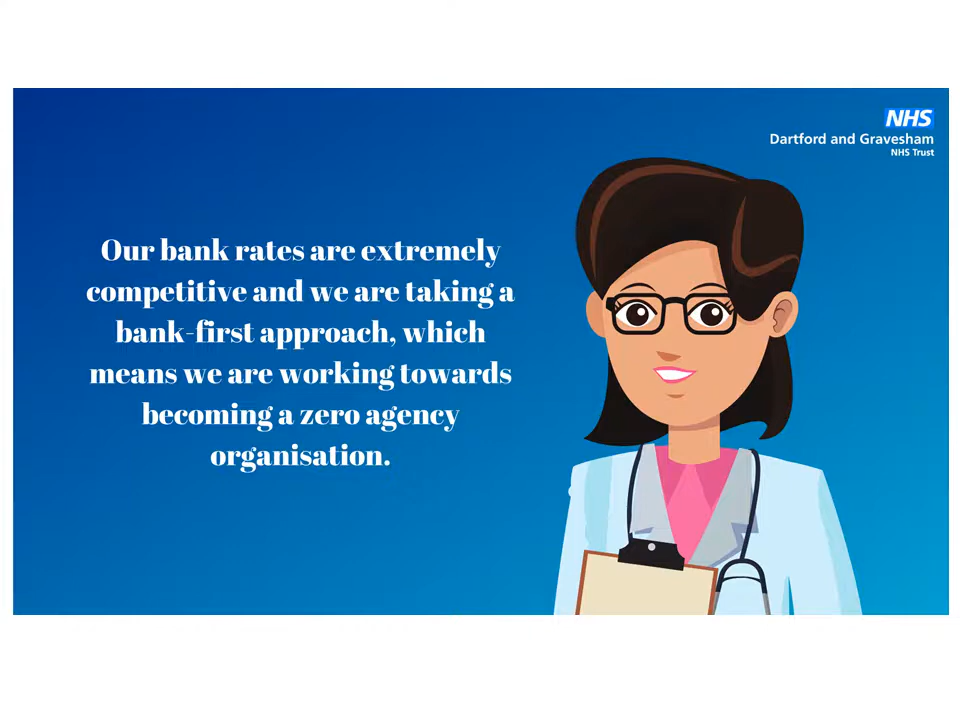 NHS
Dartford and Gravesham
NHS Trust
Our bank rates are extremely
competitive and we are taking a
bank-first approach, which
means we are working towards
becoming a zero agency
organisation.